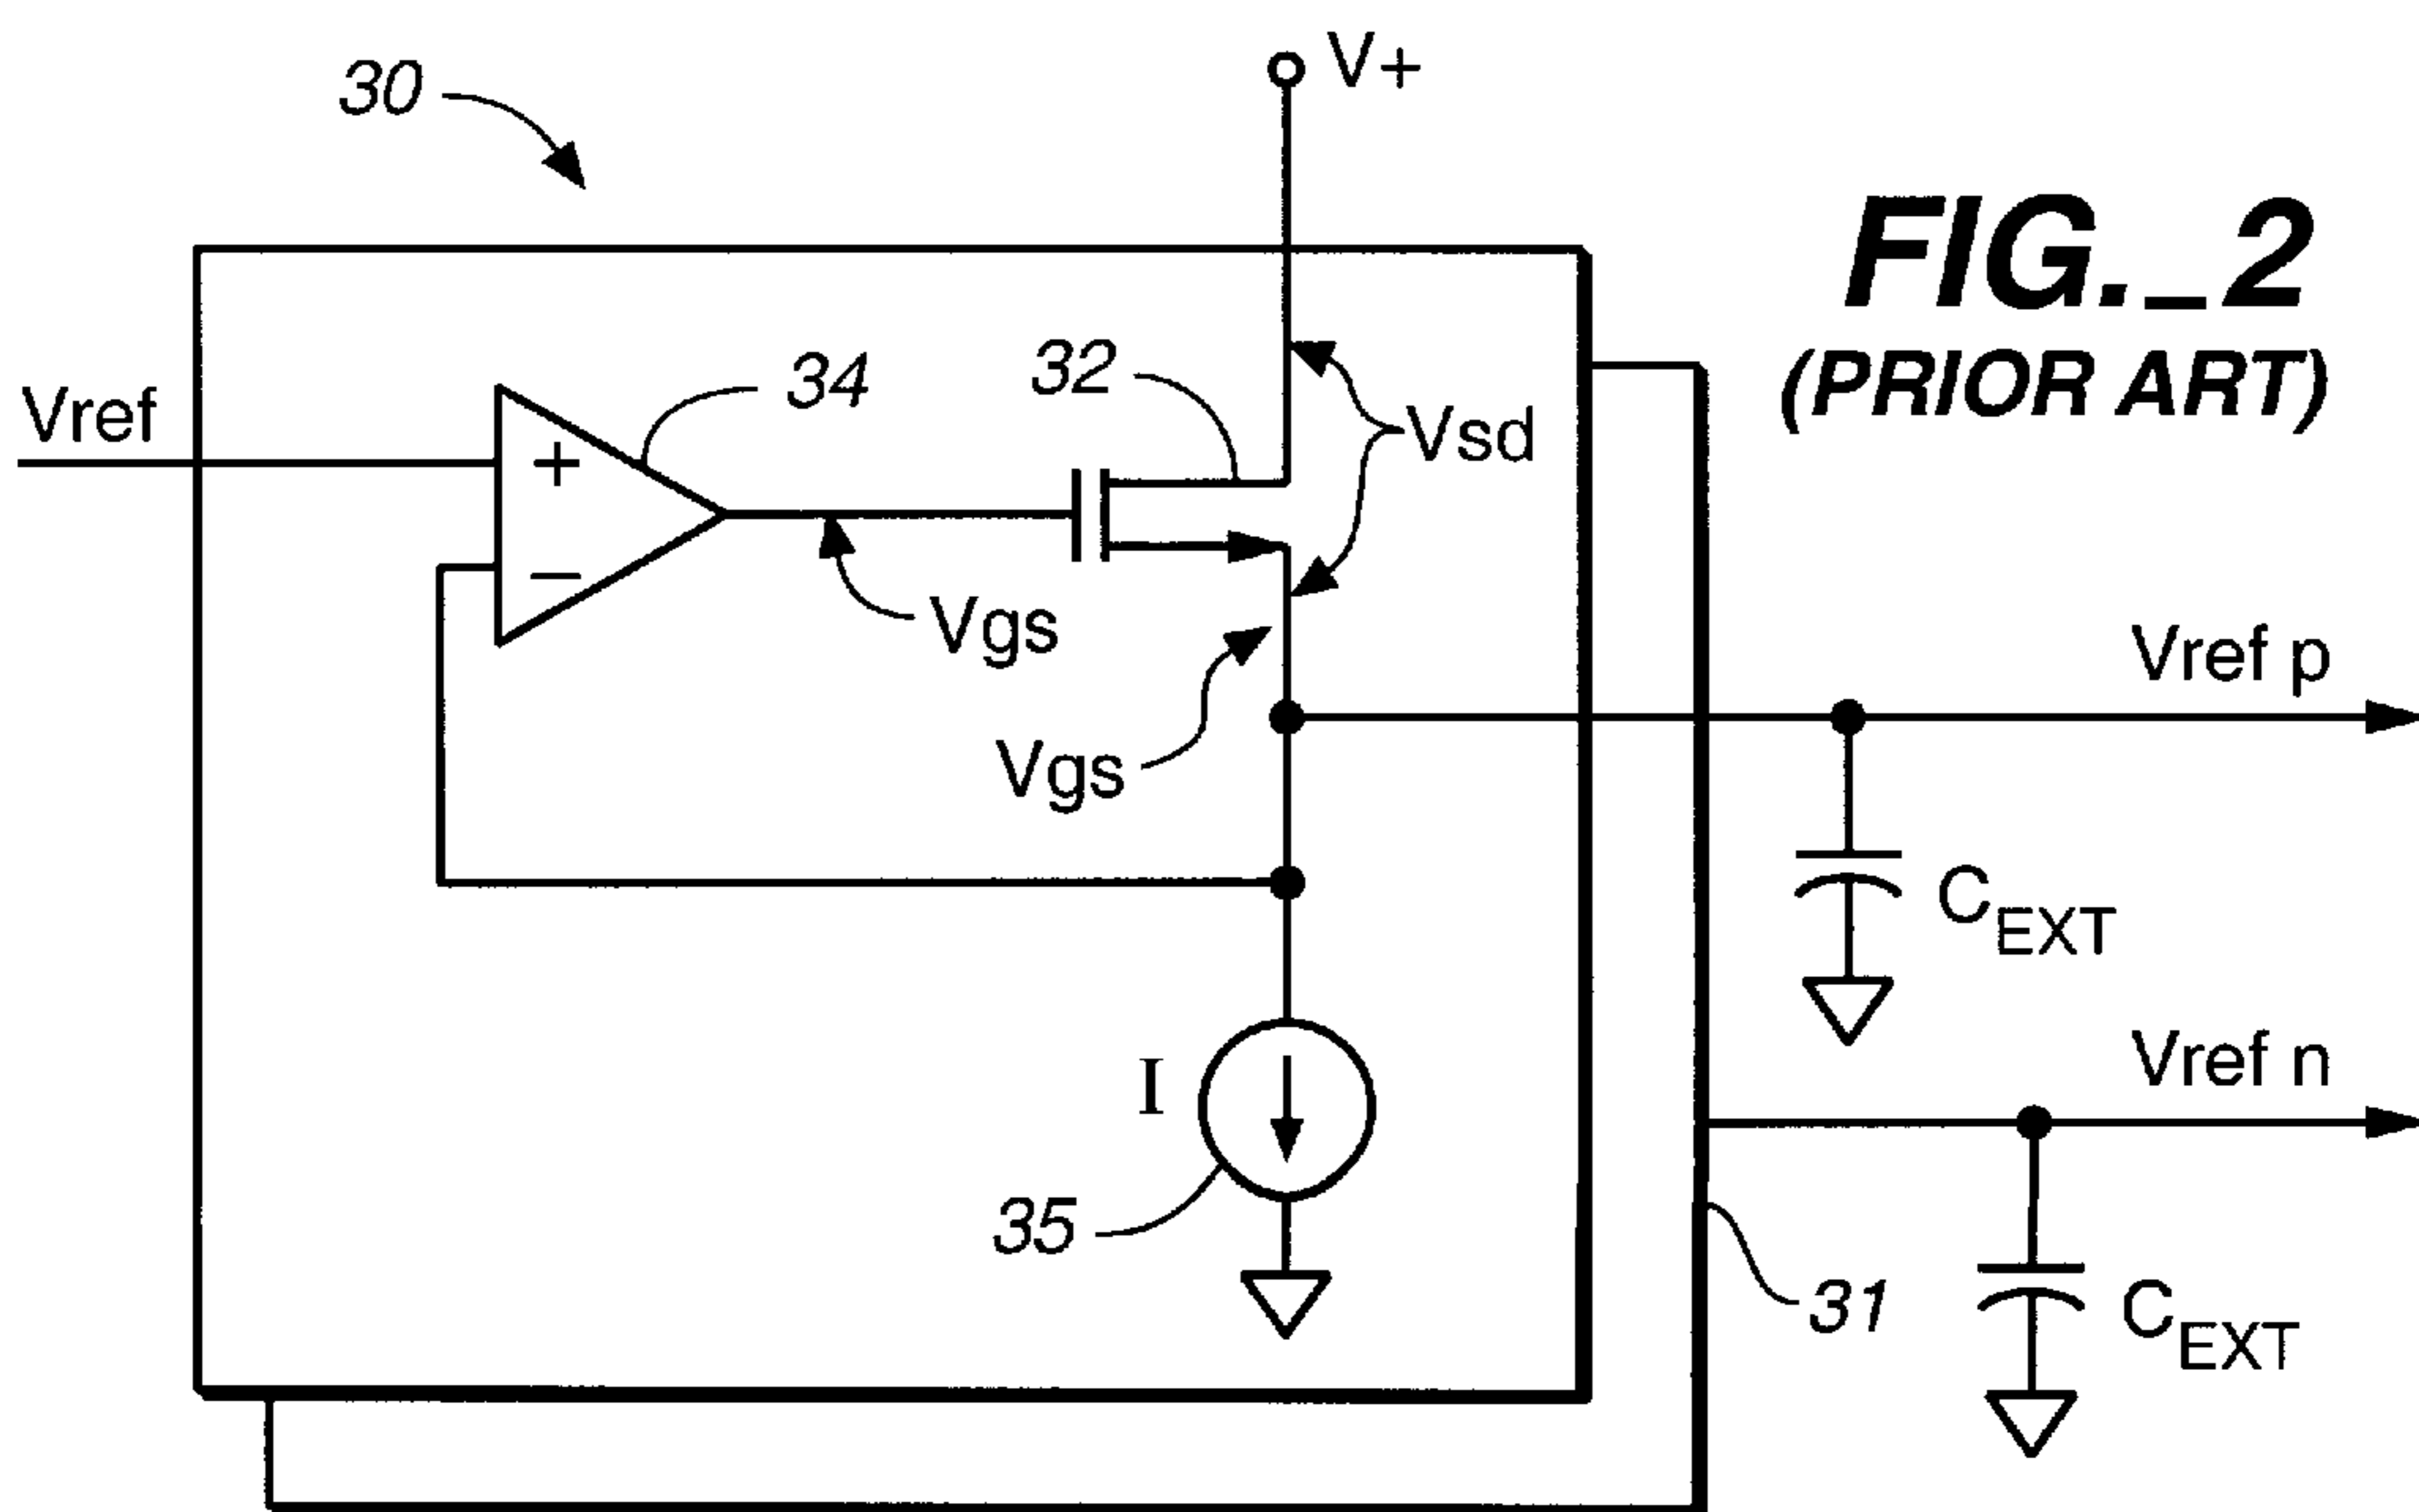 30
V+
FIG._2
(PRIOR ART)
Vref
34
32
Vsd
+
−
Vgs
Vgs
Vref p
CEXT
I
Vref n
35
31
CEXT